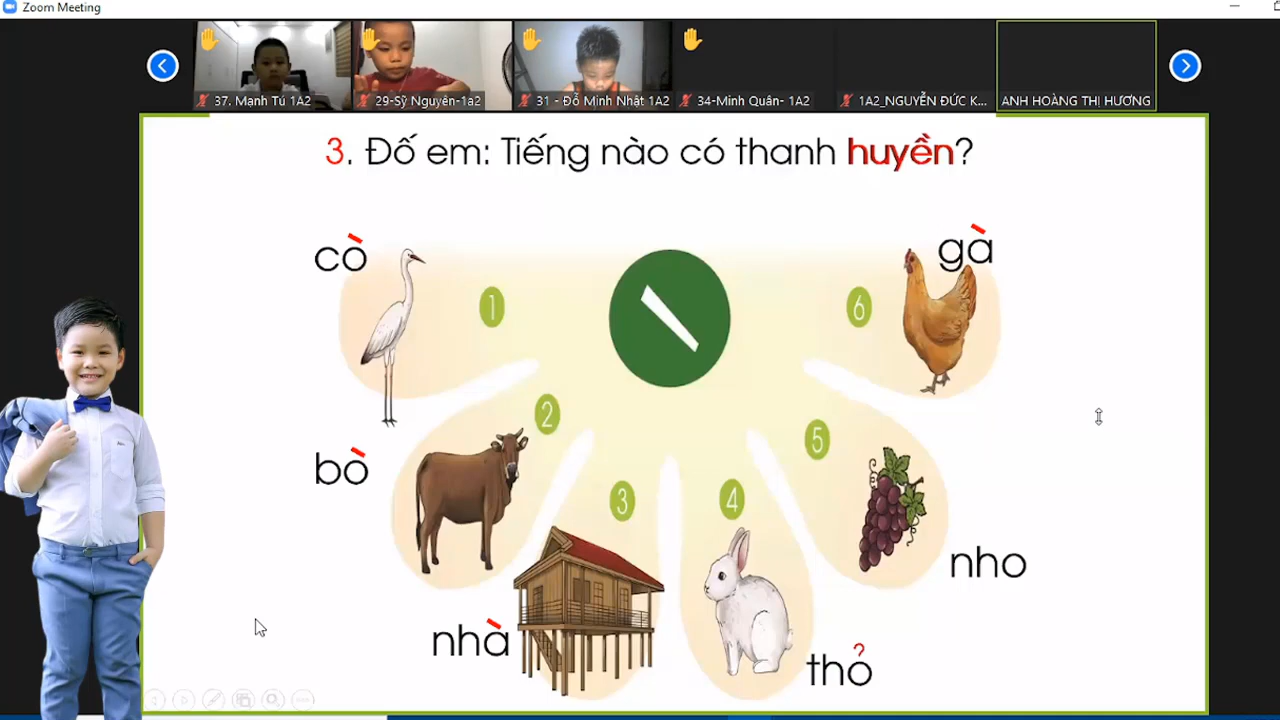 Zoom Meeting
37. Mạnh Tú 1A2
29-Sỹ Nguyên-1a2
31 - Đỗ Minh Nhật 1A2
34-Minh Quân- 1A2
1A2_NGUYỄN ĐỨC K...
ANH HOÀNG THỊ HƯƠNG
3. Đố em: Tiếng nào có thanh huyền?
cò
1
6
gà
bò
2
5
nho
3
4
nhà
thỏ